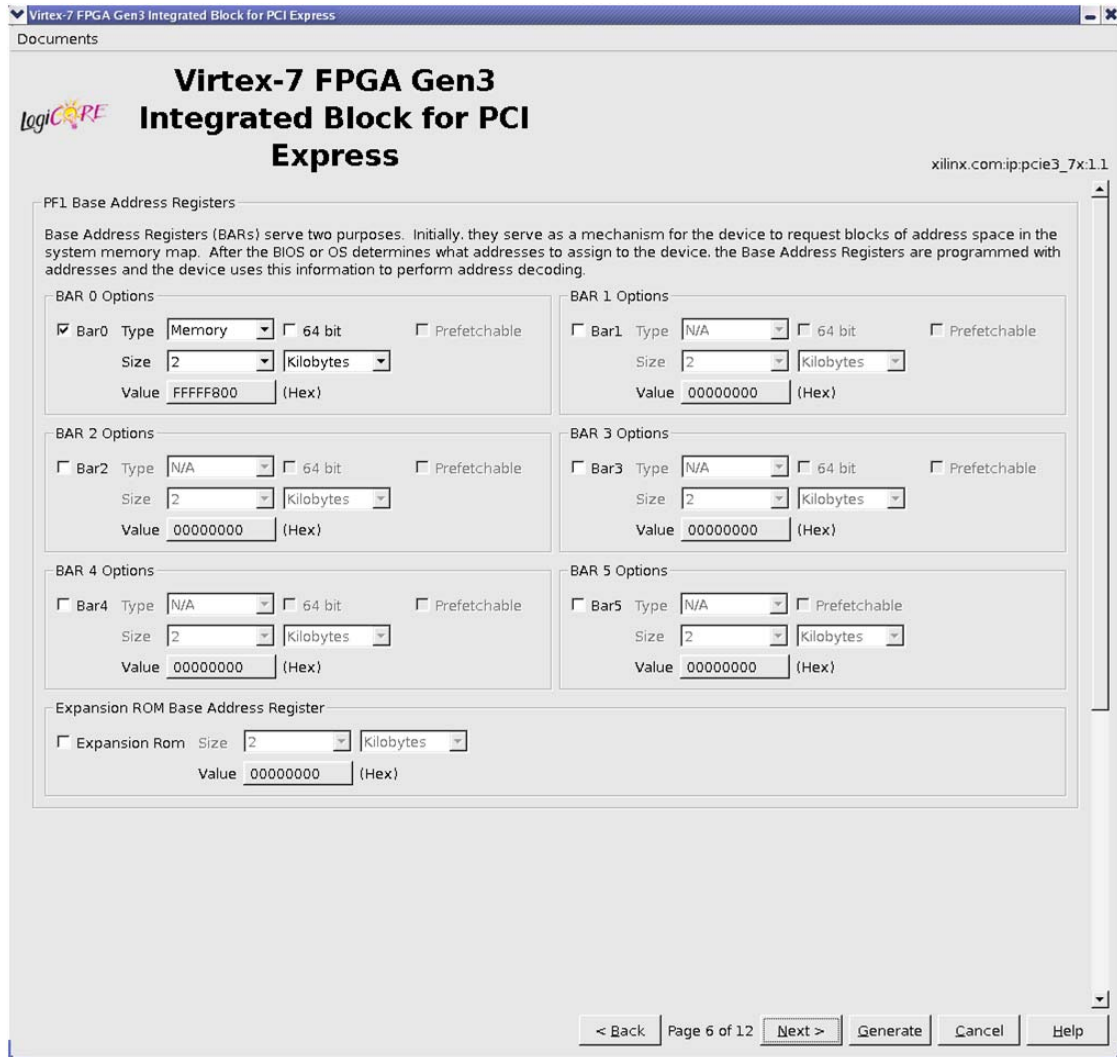 Virtex-7 FPGA Gen3 Integrated Block for PCI Express
Documents
LogiCORE
Virtex-7 FPGA Gen3
Integrated Block for PCI
Express
xilinx.com:ip:pcie3_7x:1.1
PF1 Base Address Registers
Base Address Registers (BARs) serve two purposes. Initially, they serve as a mechanism for the device to request blocks of address space in the
system memory map. After the BIOS or OS determines what addresses to assign to the device, the Base Address Registers are programmed with
addresses and the device uses this information to perform address decoding.
BAR 0 Options
Bar0 Type Memory 64 bit Prefetchable
Size 2 Kilobytes
Value FFFFF800 (Hex)
BAR 1 Options
Bar1 Type N/A 64 bit Prefetchable
Size 2 Kilobytes
Value 00000000 (Hex)
BAR 2 Options
Bar2 Type N/A 64 bit Prefetchable
Size 2 Kilobytes
Value 00000000 (Hex)
BAR 3 Options
Bar3 Type N/A 64 bit Prefetchable
Size 2 Kilobytes
Value 00000000 (Hex)
BAR 4 Options
Bar4 Type N/A 64 bit Prefetchable
Size 2 Kilobytes
Value 00000000 (Hex)
BAR 5 Options
Bar5 Type N/A Prefetchable
Size 2 Kilobytes
Value 00000000 (Hex)
Expansion ROM Base Address Register
Expansion Rom Size 2 Kilobytes
Value 00000000 (Hex)
< Back Page 6 of 12 Next > Generate Cancel Help